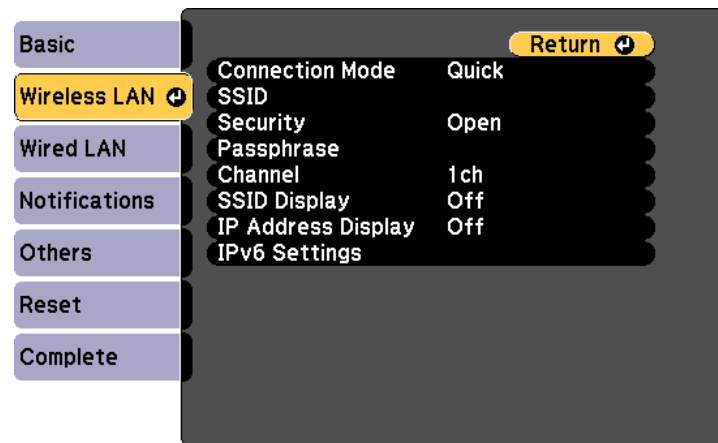 Basic
Wireless LAN
Wired LAN
Notifications
Others
Reset
Complete
Return
Connection Mode Quick
SSID
Security Open
Passphrase
Channel 1ch
SSID Display Off
IP Address Display Off
IPv6 Settings